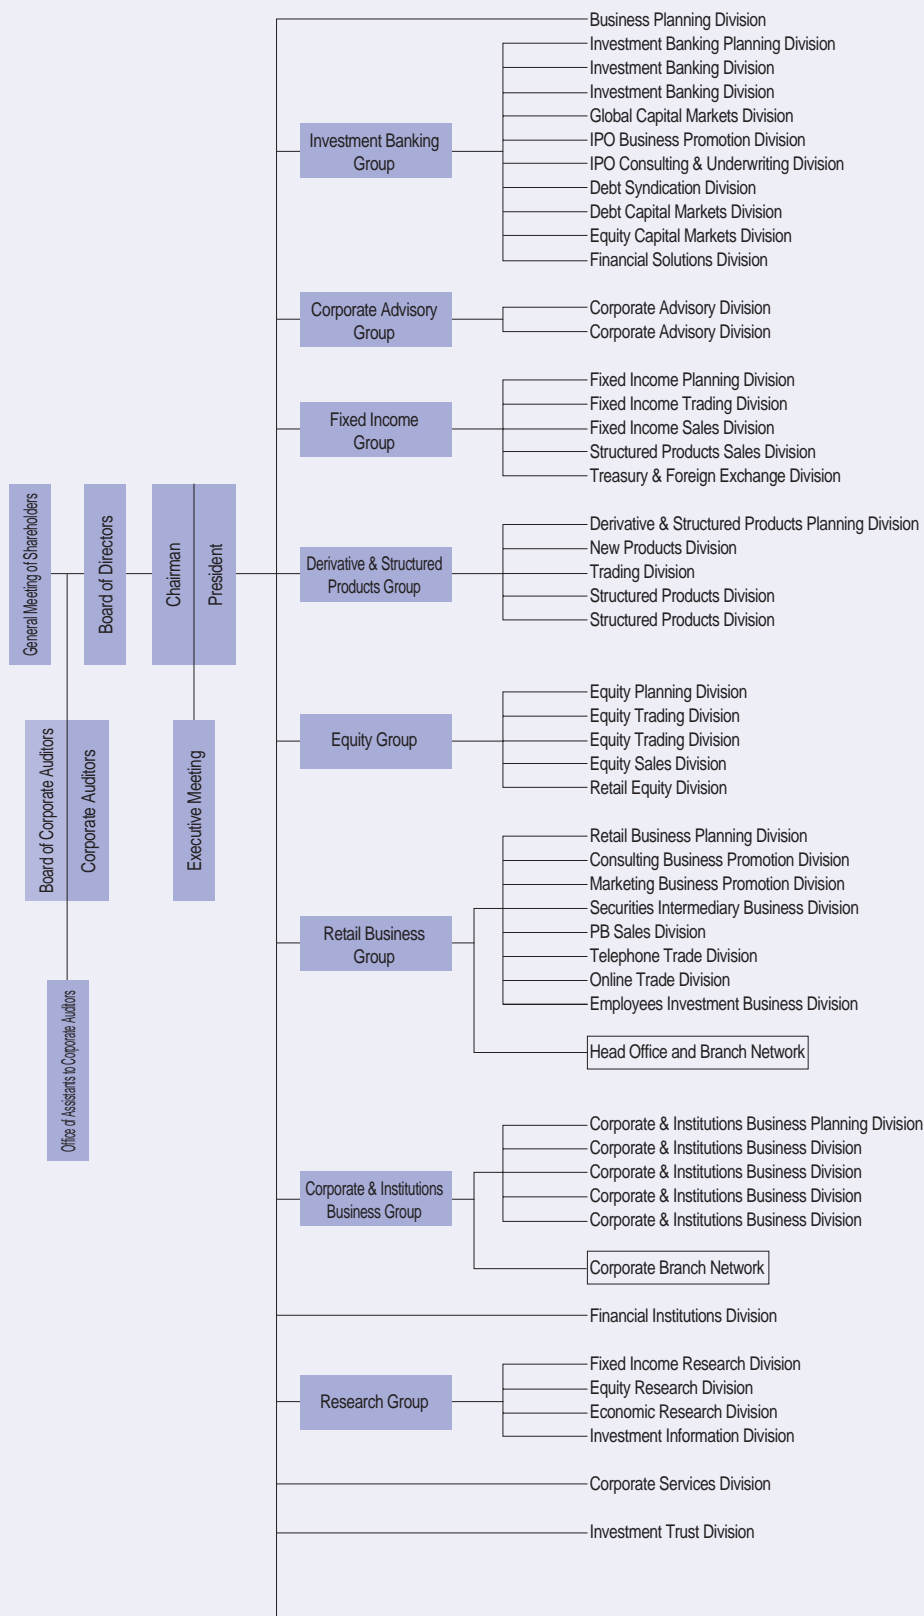 General Meeting of Shareholders
Board of Directors
Chairman
President
Board of Corporate Auditors
Corporate Auditors
Executive Meeting
Office of Assistants to Corporate Auditors
Business Planning Division
Investment Banking
Group
Investment Banking Planning Division
Investment Banking Division
Investment Banking Division
Global Capital Markets Division
IPO Business Promotion Division
IPO Consulting & Underwriting Division
Debt Syndication Division
Debt Capital Markets Division
Equity Capital Markets Division
Financial Solutions Division
Corporate Advisory
Group
Corporate Advisory Division
Corporate Advisory Division
Fixed Income
Group
Fixed Income Planning Division
Fixed Income Trading Division
Fixed Income Sales Division
Structured Products Sales Division
Treasury & Foreign Exchange Division
Derivative & Structured
Products Group
Derivative & Structured Products Planning Division
New Products Division
Trading Division
Structured Products Division
Structured Products Division
Equity Group
Equity Planning Division
Equity Trading Division
Equity Trading Division
Equity Sales Division
Retail Equity Division
Retail Business
Group
Retail Business Planning Division
Consulting Business Promotion Division
Marketing Business Promotion Division
Securities Intermediary Business Division
PB Sales Division
Telephone Trade Division
Online Trade Division
Employees Investment Business Division
Head Office and Branch Network
Corporate & Institutions
Business Group
Corporate & Institutions Business Planning Division
Corporate & Institutions Business Division
Corporate & Institutions Business Division
Corporate & Institutions Business Division
Corporate & Institutions Business Division
Corporate Branch Network
Financial Institutions Division
Research Group
Fixed Income Research Division
Equity Research Division
Economic Research Division
Investment Information Division
Corporate Services Division
Investment Trust Division